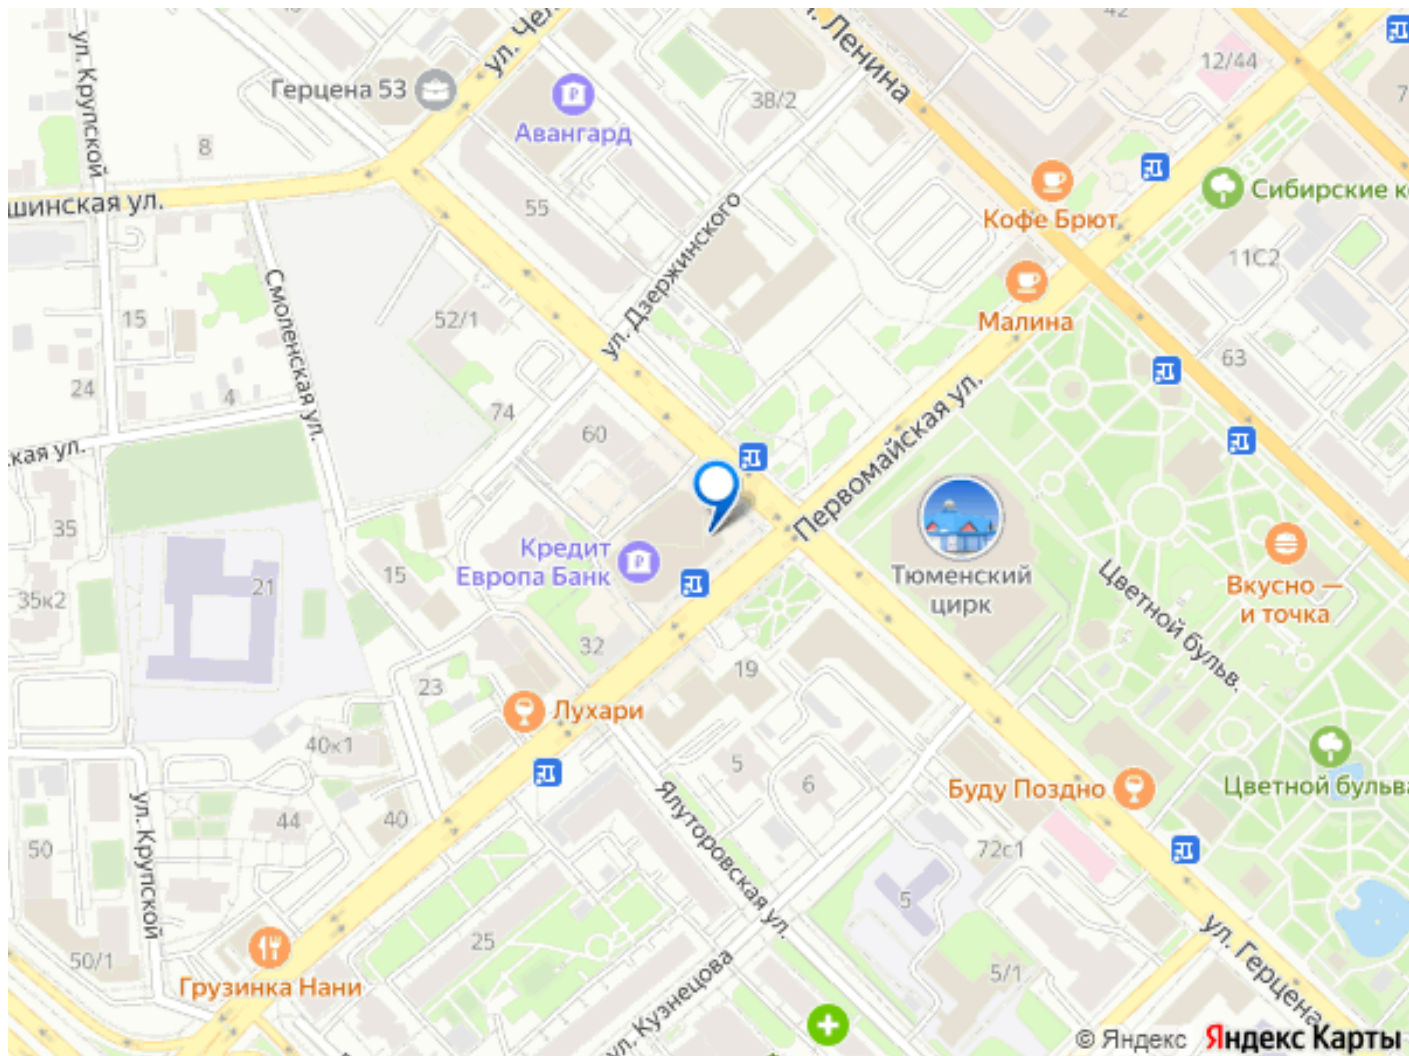 ул. Крупской
ул. Чел
л. Ленина
42
12/44
7
Герцена 53
38/2
Авангард
8
Сибирские к
шинская ул.
55
Кофе Брют
ул. Дзержинского
11С2
Смоленская ул.
15
52/1
Малина
63
24
4
74
Первомайская ул.
кая ул.
60
35
Кредит
Европа Банк
Тюменский
цирк
Цветной бульв.
Вкусно —
и точка
15
21
35к2
32
19
23
Лухари
40к1
5
6
Буду Поздно
Цветной бульва
ул. Крупской
44
40
Ялуторовская ул.
72с1
50
5
25
ул. Герцена
50/1
Грузинка Нани
ул. Кузнецова
5/1
© Яндекс Яндекс Карты